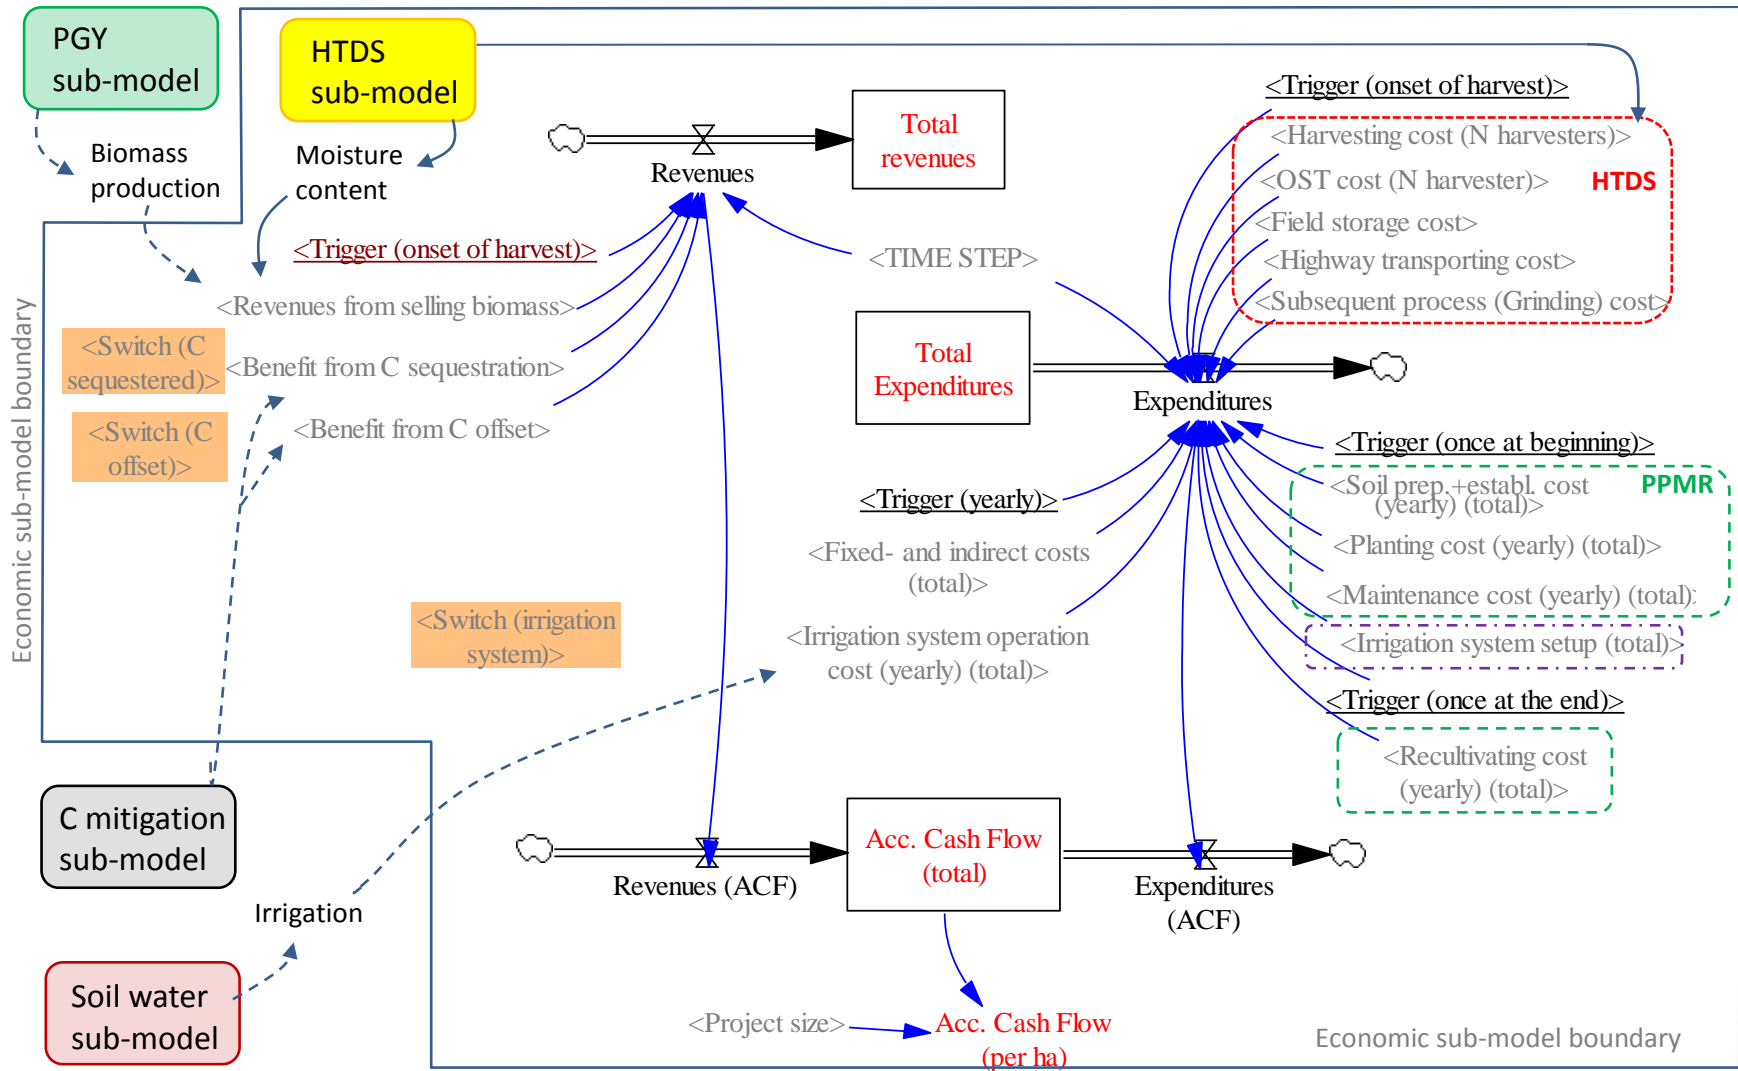 PGY
sub-model
HTDS
sub-model
Biomass
production
Moisture
content
Revenues
Total
revenues
<Trigger (onset of harvest)>
<Harvesting cost (N harvesters)>
<OST cost (N harvester)>
HTDS
<Field storage cost>
<Highway transporting cost>
<Subsequent process (Grinding) cost>
<Trigger (onset of harvest)>
<TIME STEP>
<Revenues from selling biomass>
<Switch (C
sequestered)>
<Benefit from C sequestration>
<Switch (C
offset)>
<Benefit from C offset>
Total
Expenditures
Expenditures
<Trigger (once at beginning)>
<Soil prep.+establ. cost
(yearly) (total)>
PPMR
<Planting cost (yearly) (total)>
<Maintenance cost (yearly) (total):
<Irrigation system setup (total)>
<Trigger (once at the end)>
<Recultivating cost
(yearly) (total)>
<Trigger (yearly)>
<Fixed- and indirect costs
(total)>
<Switch (irrigation
system)>
<Irrigation system operation
cost (yearly) (total)>
Economic sub-model boundary
C mitigation
sub-model
Irrigation
Soil water
sub-model
Revenues (ACF)
Acc. Cash Flow
(total)
Expenditures
(ACF)
<Project size>
Acc. Cash Flow
(per ha)
Economic sub-model boundary